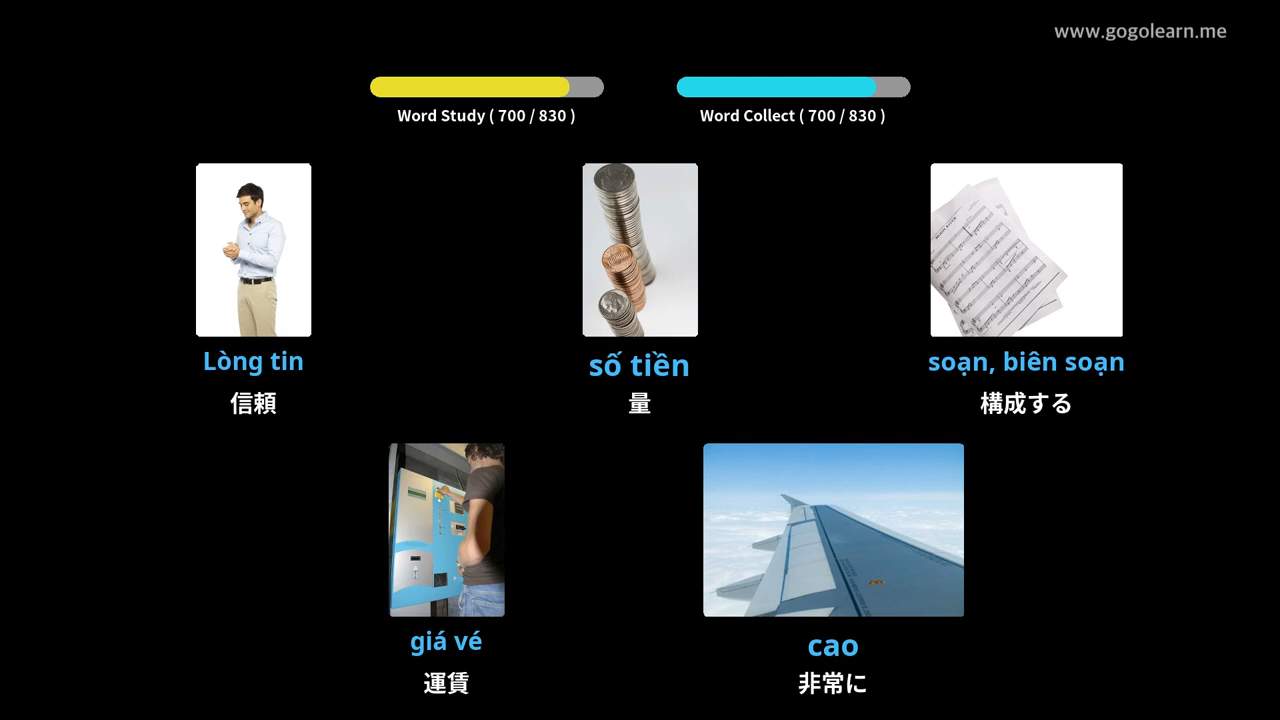 www.gogolearn.me
Word Study ( 700 / 830 )
Word Collect ( 700 / 830 )
Lòng tin
信頼
số tiền
量
soạn, biên soạn
構成する
giá vé
運賃
cao
非常に